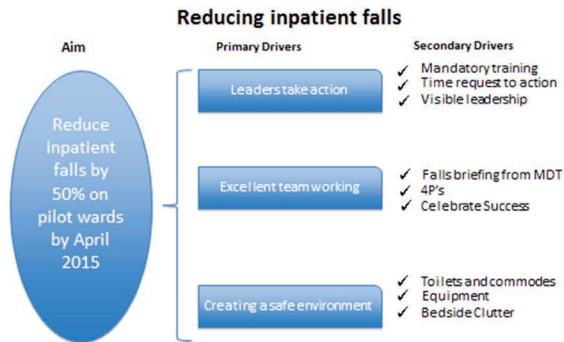 Reducing inpatient falls
Aim
Primary Drivers
Secondary Drivers
Reduce
inpatient
falls by
50% on
pilot wards
by April
2015
Leaders take action
✓ Mandatory training
✓ Time request to action
✓ Visible leadership
Excellent team working
✓ Falls briefing from MDT
✓ 4P's
✓ Celebrate Success
Creating a safe environment
✓ Toilets and commodes
✓ Equipment
✓ Bedside Clutter